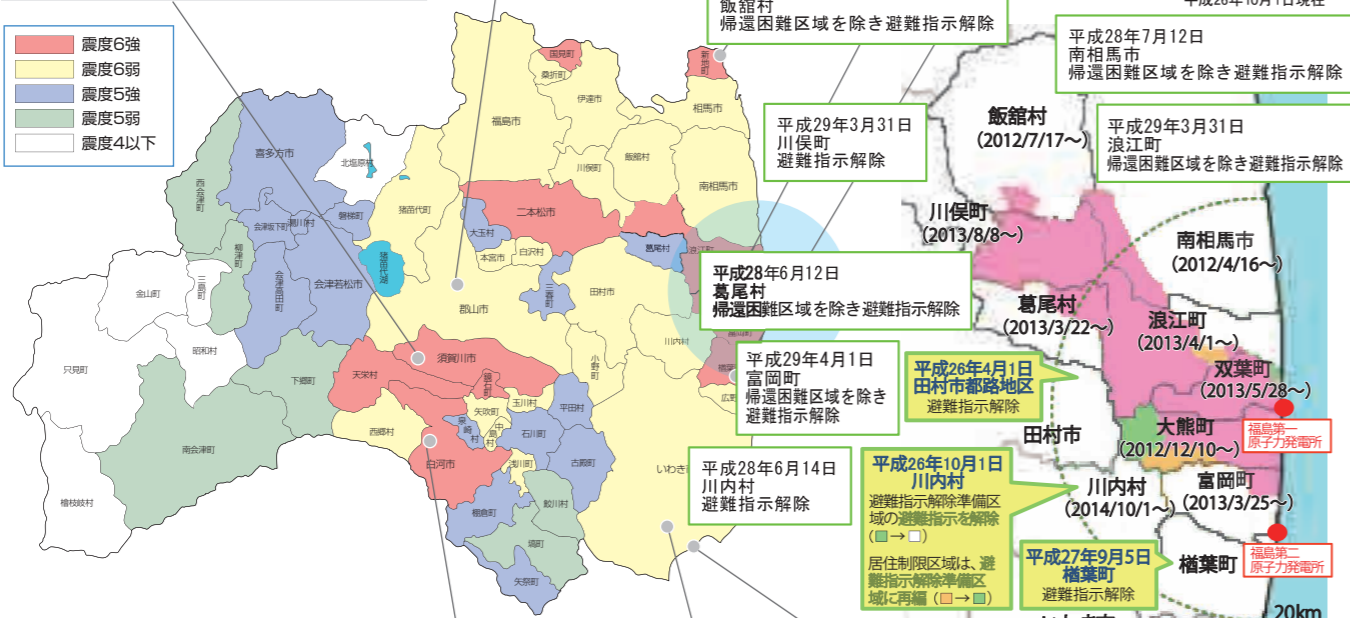 震度6強
震度6弱
震度5強
震度5弱
震度4以下
飯舘村
帰還困難区域を除き避難指示解除
平成26年10月1日現在
平成28年7月12日
南相馬市
帰還困難区域を除き避難指示解除
平成29年3月31日
川俣町
避難指示解除
平成29年3月31日
浪江町
帰還困難区域を除き避難指示解除
平成28年6月12日
葛尾村
帰還困難区域を除き避難指示解除
平成29年4月1日
富岡町
帰還困難区域を除き
避難指示解除
平成28年6月14日
川内村
避難指示解除
国見町
桑折町
新地町
伊達市
相馬市
福島市
川俣町
飯舘村
南相馬市
喜多方市
北塩原村
西会津町
猪苗代町
磐梯町
湯川村
会津坂下町
柳津町
二本松市
大玉村
本宮市
白沢村
葛尾村
浪江町
猪苗代湖
会津若松市
会津高田町
三島町
金山町
昭和村
只見町
郡山市
三春町
田村市
川内村
小野町
須賀川市
天栄村
鏡石町
下郷町
南会津町
檜枝岐村
西郷村
矢吹町
玉川村
平田村
泉崎村
中島村
石川町
白河市
浅川町
古殿町
棚倉町
鮫川村
塙町
矢祭町
いわき
広野
飯舘村
(2012/7/17～)
川俣町
(2013/8/8～)
南相馬市
(2012/4/16～)
葛尾村
(2013/3/22～)
浪江町
(2013/4/1～)
双葉町
(2013/5/28～)
福島第一
原子力発電所
平成26年4月1日
田村市都路地区
避難指示解除
田村市
大熊町
(2012/12/10～)
川内村
(2014/10/1～)
富岡町
(2013/3/25～)
平成26年10月1日
川内村
避難指示解除準備区
域の避難指示を解除
(■→□)
居住制限区域は、避
難指示解除準備区
域に再編 (■→■)
平成27年9月5日
楢葉町
避難指示解除
楢葉町
福島第二
原子力発電所
20km